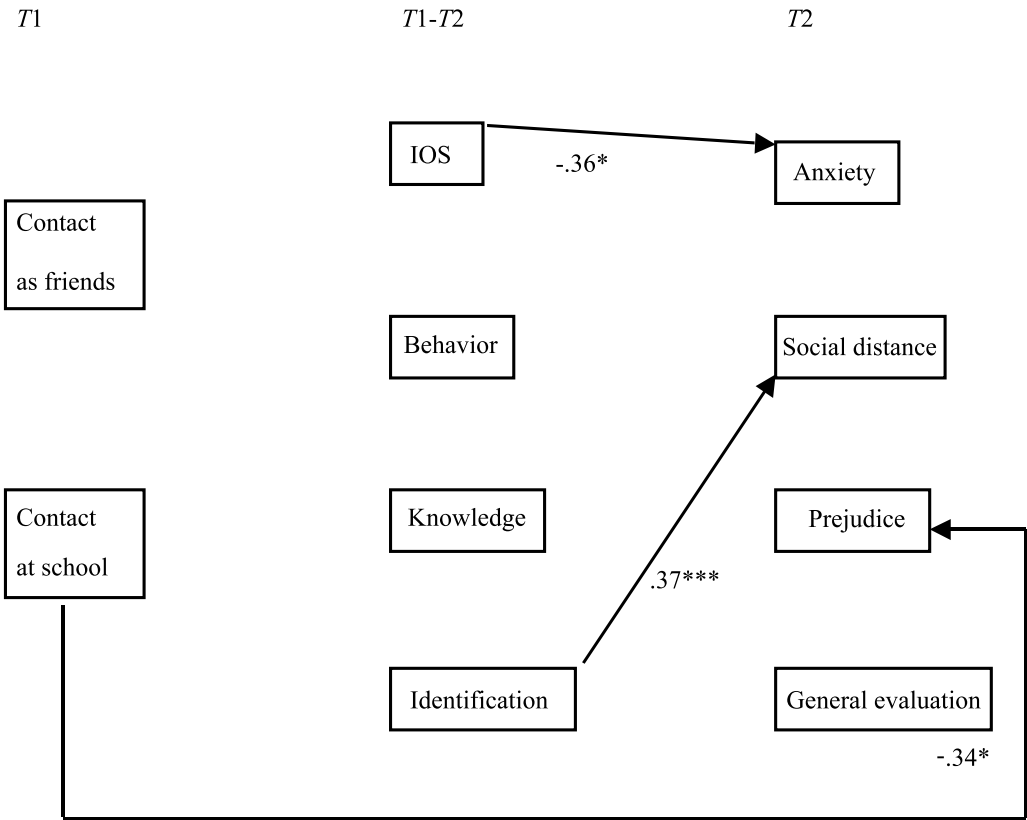 T1 T1-T2 T2
IOS
-.36*
Anxiety
Contact
as friends
Behavior
Social distance
Contact
at school
Knowledge
Prejudice
.37***
Identification
General evaluation
-.34*